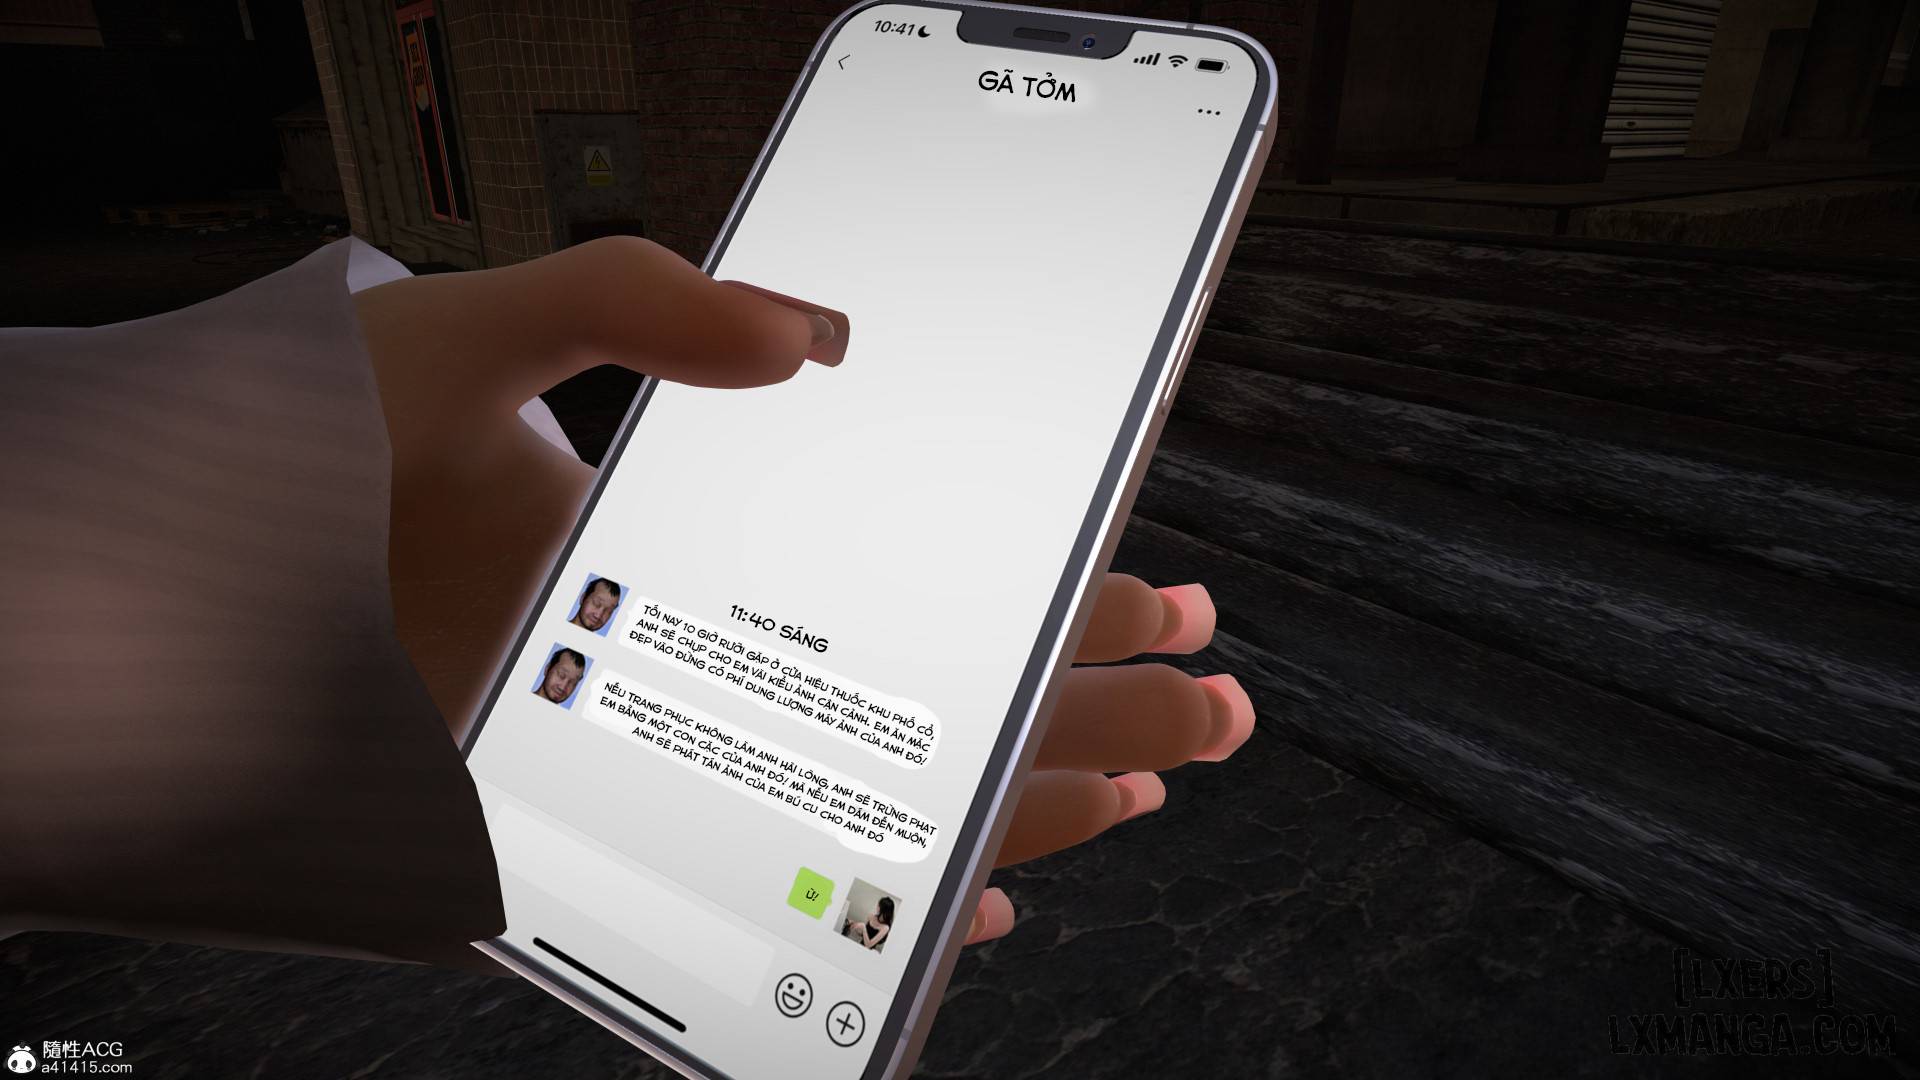 10:41
GÃ TỞM
11:40 SÁNG
TỐI NAY 10 GIỜ RƯỠI GẶP Ở CỬA HIỆU THUỐC KHU PHỐ CỔ,
ANH SẼ CHỤP CHO EM VÀI KIỂU ẢNH CẬN CẢNH. EM ĂN MẶC
ĐẸP VÀO ĐỪNG CÓ PHÍ DUNG LƯỢNG MÁY ẢNH CỦA ANH ĐÓ!
NẾU TRANG PHỤC KHÔNG LÀM ANH HÀI LÒNG, ANH SẼ TRỪNG PHẠT
EM BẰNG MỘT CON CẶC CỦA ANH ĐÓ! MÀ NẾU EM DÁM ĐẾN MUỘN,
ANH SẼ PHÁT TÁN ẢNH CỦA EM BÚ CU CHO ANH ĐÓ
Ừ!
[LXERS]
LXMANGA.COM
隨性ACG
a41415.com